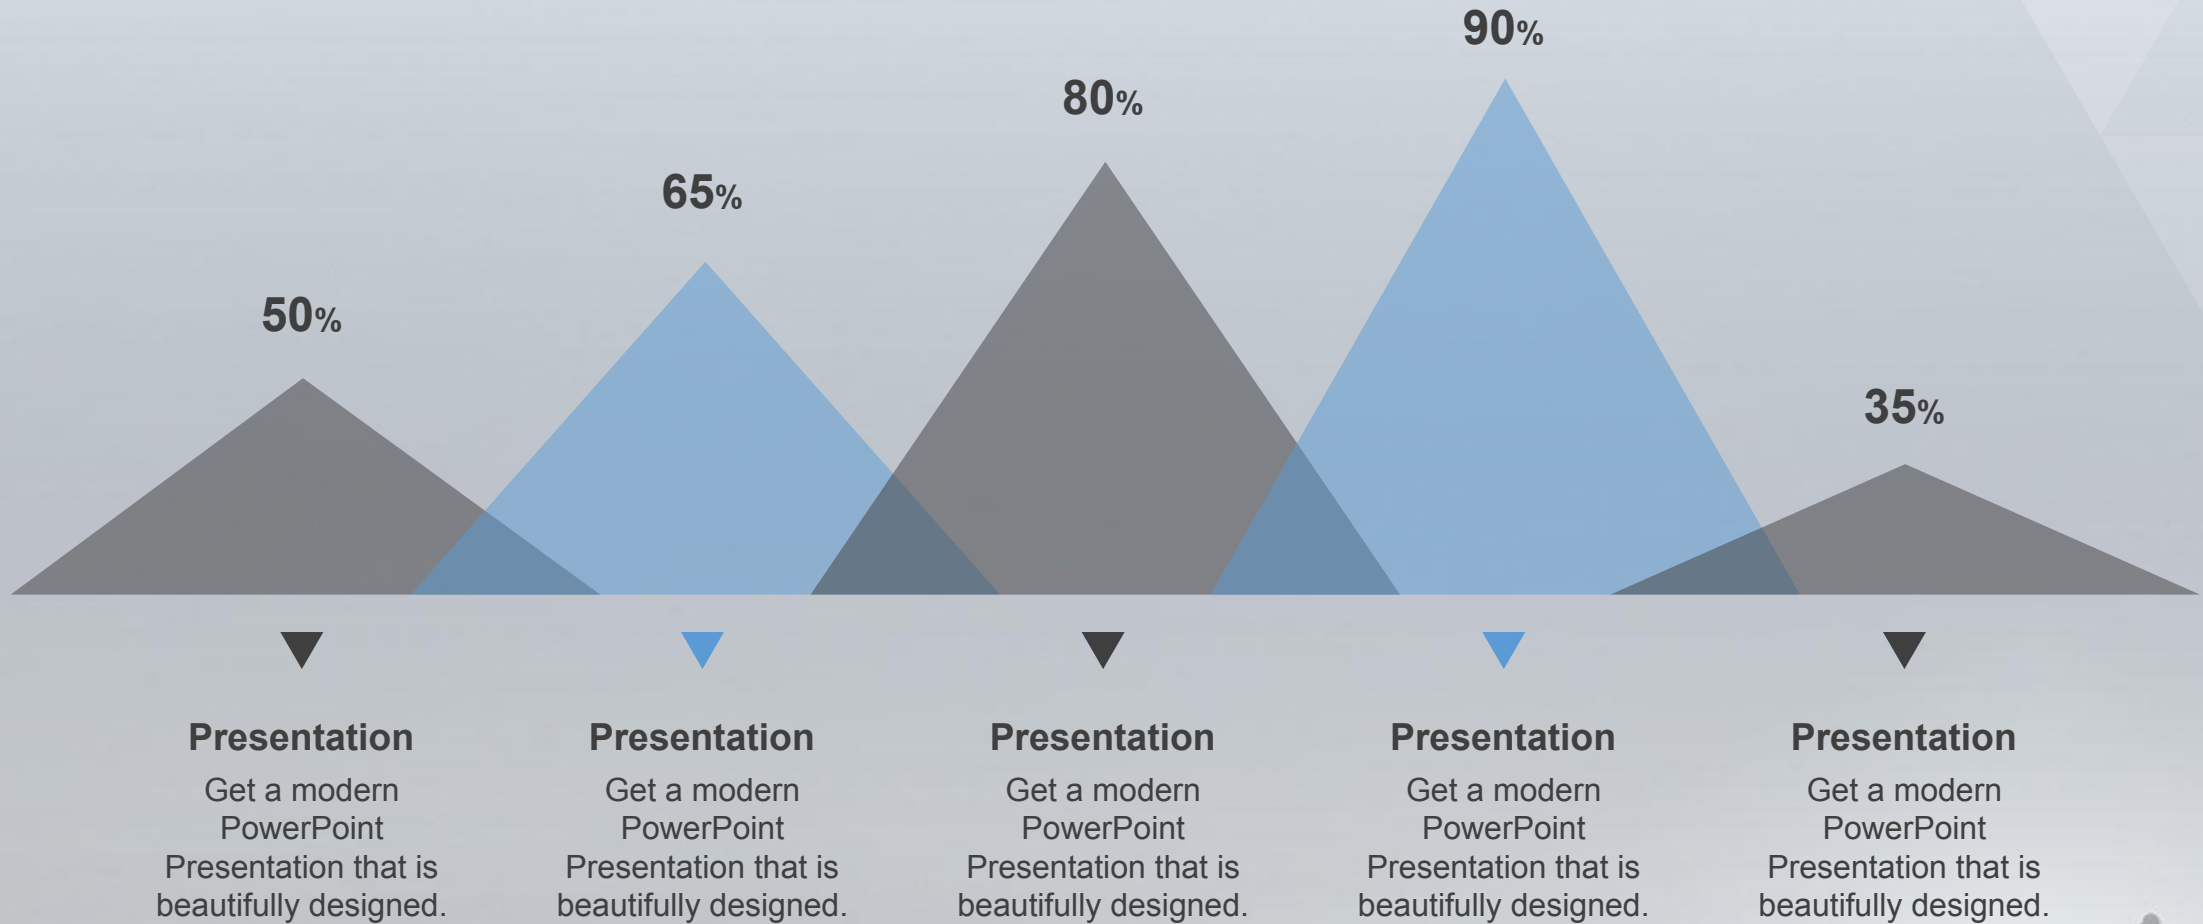 90%
80%
65%
50%
35%
Presentation
Get a modern
PowerPoint
Presentation that is
beautifully designed.
Presentation
Get a modern
PowerPoint
Presentation that is
beautifully designed.
Presentation
Get a modern
PowerPoint
Presentation that is
beautifully designed.
Presentation
Get a modern
PowerPoint
Presentation that is
beautifully designed.
Presentation
Get a modern
PowerPoint
Presentation that is
beautifully designed.